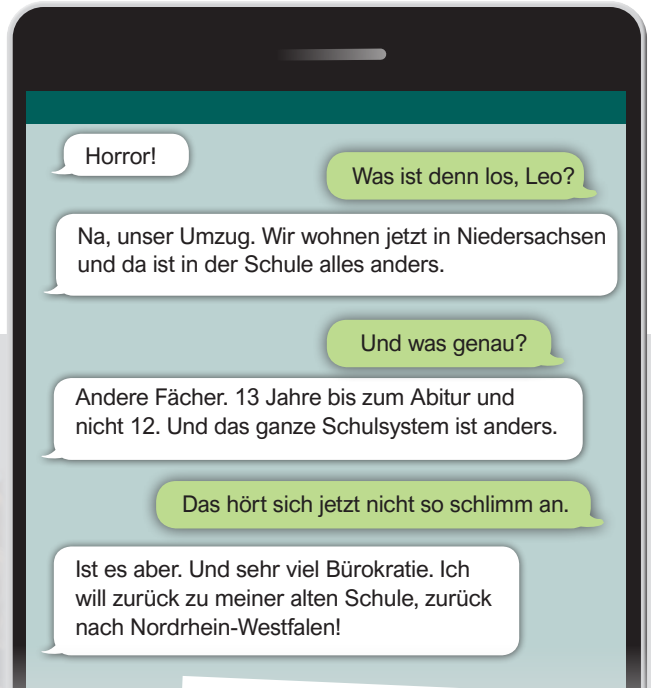 Horror!
Was ist denn los, Leo?
Na, unser Umzug. Wir wohnen jetzt in Niedersachsen
und da ist in der Schule alles anders.
Und was genau?
Andere Fächer. 13 Jahre bis zum Abitur und
nicht 12. Und das ganze Schulsystem ist anders.
Das hört sich jetzt nicht so schlimm an.
Ist es aber. Und sehr viel Bürokratie. Ich
will zurück zu meiner alten Schule, zurück
nach Nordrhein-Westfalen!